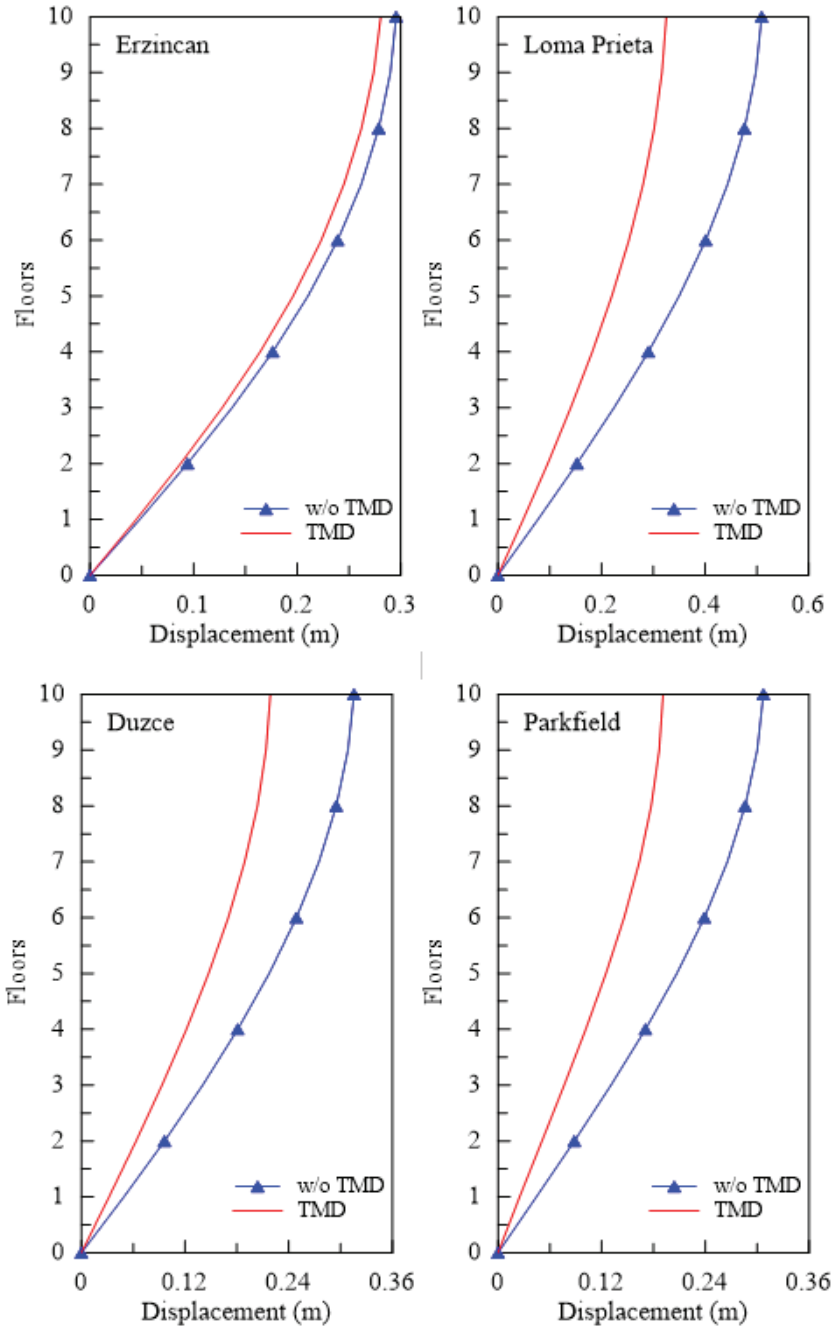 Erzincan
10
9
8
7
6
5
4
3
2
1
0
Floors
w/o TMD
TMD
0 0.1 0.2 0.3
Displacement (m)
Loma Prieta
10
9
8
7
6
5
4
3
2
1
0
Floors
w/o TMD
TMD
0 0.2 0.4 0.6
Displacement (m)
Duzce
10
9
8
7
6
5
4
3
2
1
0
Floors
w/o TMD
TMD
0 0.12 0.24 0.36
Displacement (m)
Parkfield
10
9
8
7
6
5
4
3
2
1
0
Floors
w/o TMD
TMD
0 0.12 0.24 0.36
Displacement (m)